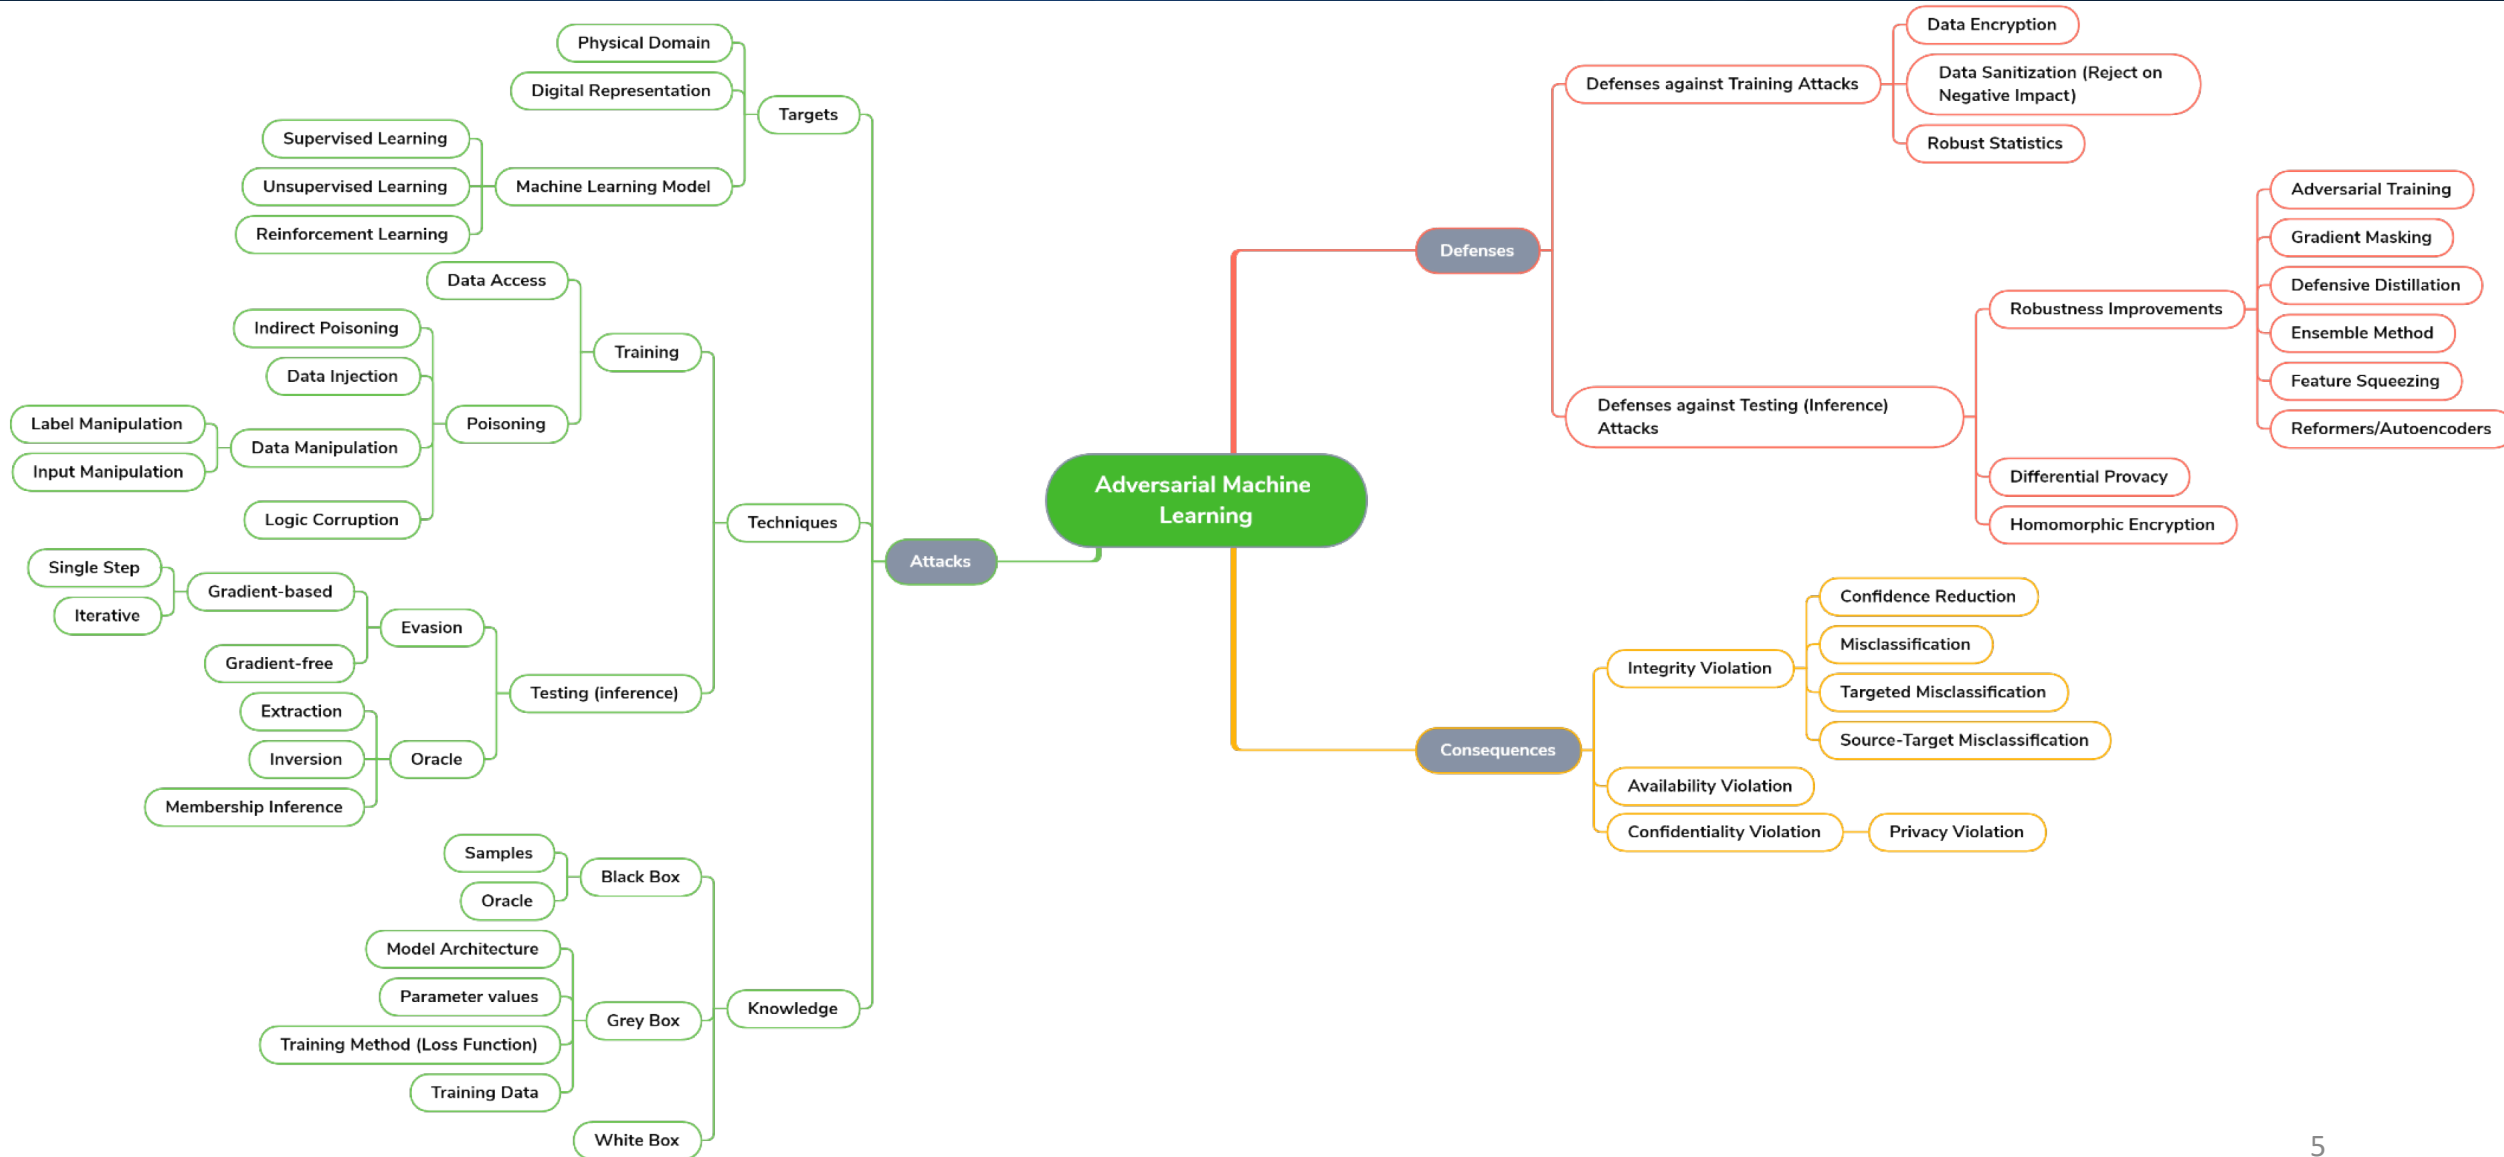 Physical Domain
Digital Representation
Targets
Supervised Learning
Unsupervised Learning
Machine Learning Model
Reinforcement Learning
Data Access
Indirect Poisoning
Training
Data Injection
Label Manipulation
Poisoning
Data Manipulation
Input Manipulation
Logic Corruption
Techniques
Attacks
Single Step
Gradient-based
Iterative
Evasion
Gradient-free
Testing (inference)
Extraction
Inversion
Oracle
Membership Inference
Samples
Black Box
Oracle
Model Architecture
Parameter values
Knowledge
Grey Box
Training Method (Loss Function)
Training Data
White Box
Adversarial Machine
Learning
Data Encryption
Defenses against Training Attacks
Data Sanitization (Reject on
Negative Impact)
Robust Statistics
Defenses
Adversarial Training
Gradient Masking
Defensive Distillation
Robustness Improvements
Ensemble Method
Feature Squeezing
Reformers/Autoencoders
Defenses against Testing (Inference)
Attacks
Differential Provacy
Homomorphic Encryption
Confidence Reduction
Misclassification
Integrity Violation
Targeted Misclassification
Source-Target Misclassification
Consequences
Availability Violation
Confidentiality Violation
Privacy Violation
5